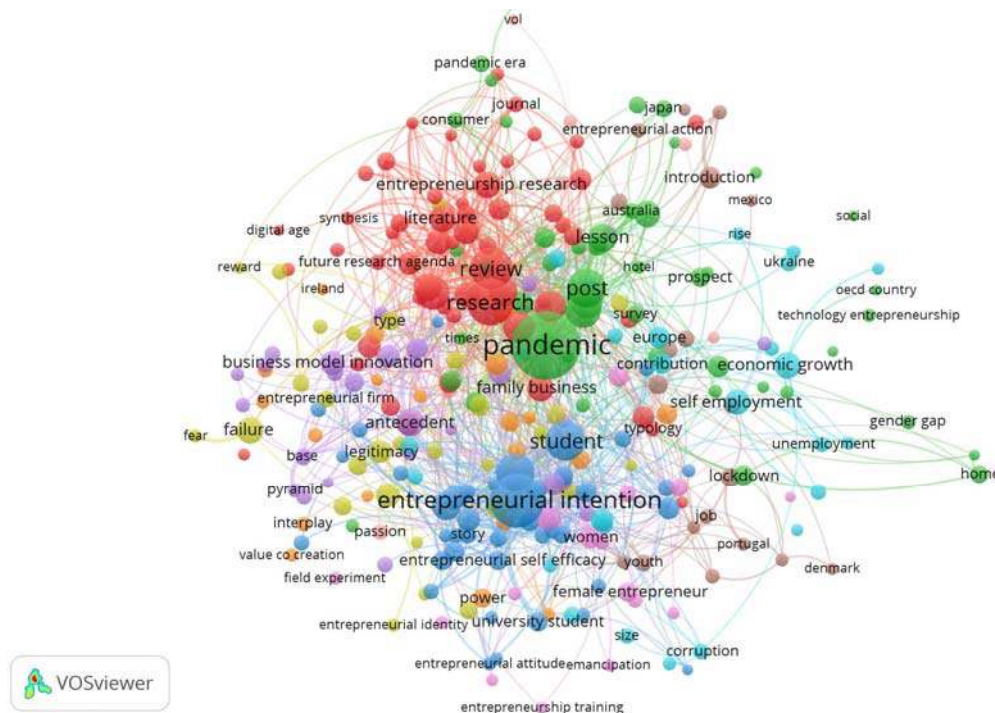 vol
pandemic era
journal
consumer
japan
entrepreneurial action
entrepreneurship research
introduction
mexico
literature
australia
synthesis
social
digital age
lesson
rise
future research agenda
ukraine
reward
review
hotel
prospect
ireland
post
oecd country
research
survey
technology entrepreneurship
type
times
pandemic
europe
business model innovation
contribution
economic growth
family business
entrepreneurial firm
self employment
antecedent
gender gap
failure
typology
fear
student
unemployment
legitimacy
base
lockdown
home
pyramid
entrepreneurial intention
job
interplay
passion
story
women
portugal
value co creation
entrepreneurial self efficacy
youth
denmark
field experiment
power
female entrepreneur
entrepreneurial identity
university student
size
corruption
entrepreneurial attitude
emancipation
VOSviewer
entrepreneurship training